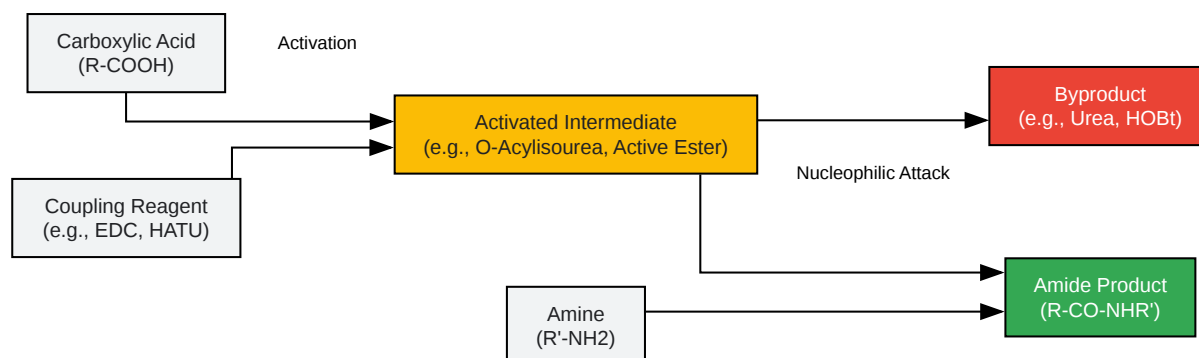 Carboxylic Acid
(R-COOH)
Activation
Coupling Reagent
(e.g., EDC, HATU)
Activated Intermediate
(e.g., O-Acylisourea, Active Ester)
Byproduct
(e.g., Urea, HOBt)
Nucleophilic Attack
Amine
(R'-NH2)
Amide Product
(R-CO-NHR')